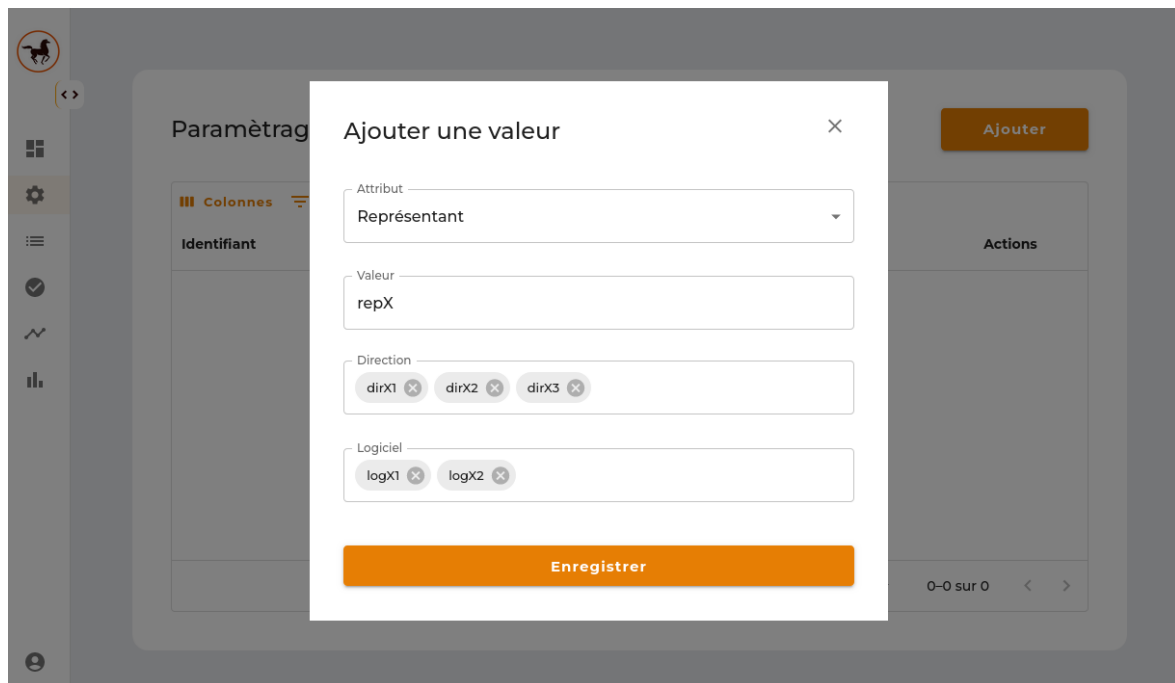 Paramètrag
Ajouter
Colonnes
Identifiant
Actions
Ajouter une valeur
Attribut
Représentant
Valeur
repX
Direction
dirX1 dirX2 dirX3
Logiciel
logX1 logX2
Enregistrer
0–0 sur 0